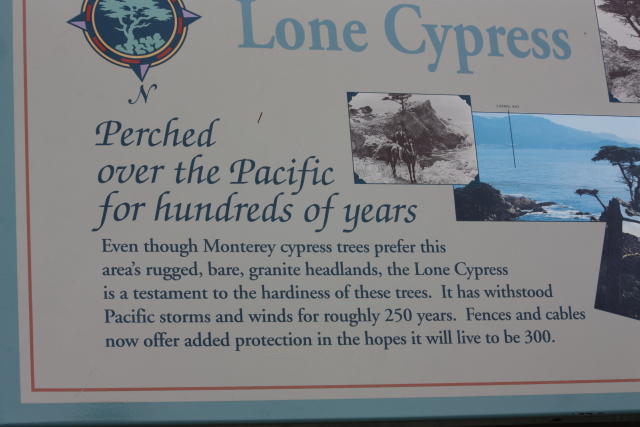 Lone Cypress
N
Perched
over the Pacific
for hundreds of years
Even though Monterey cypress trees prefer this
area's rugged, bare, granite headlands, the Lone Cypress
is a testament to the hardiness of these trees. It has withstood
Pacific storms and winds for roughly 250 years. Fences and cables
now offer added protection in the hopes it will live to be 300.